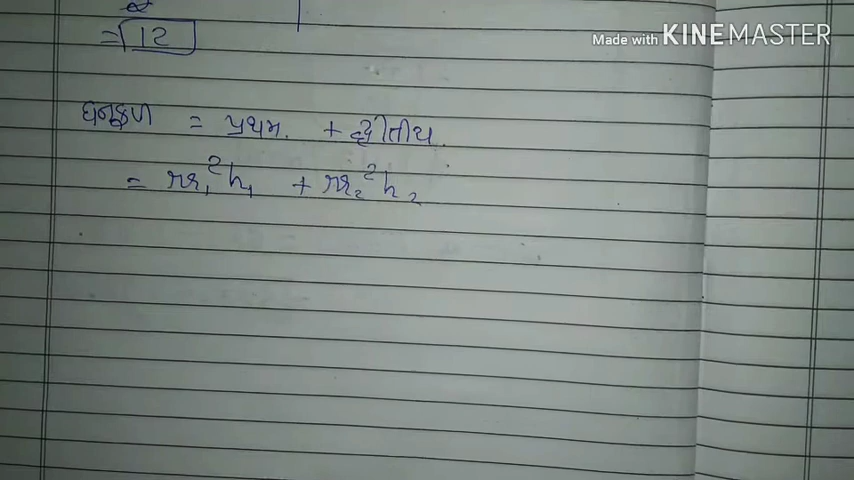 = 12
Made with KINEMASTER
ઘનફળ = પ્રથમ. + દ્વીતીય.
= πr₁²h₁ + πr₂²h₂